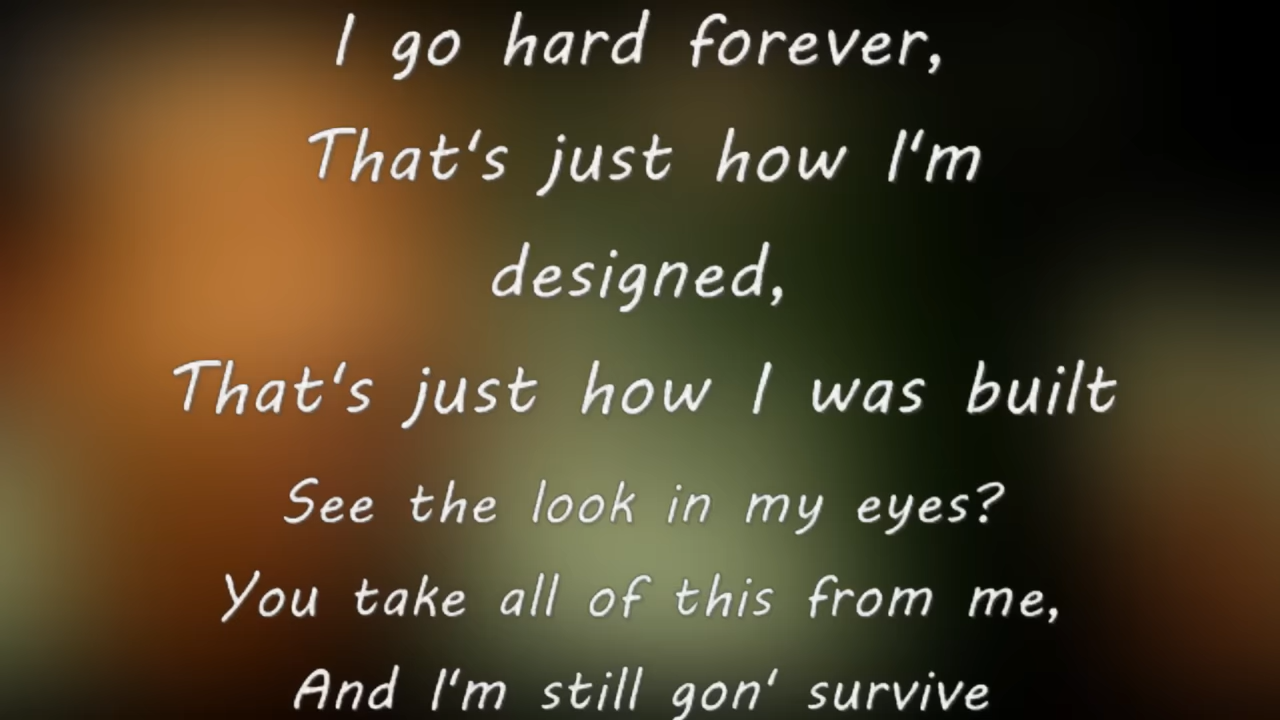 I go hard forever,
That's just how I'm
designed,
That's just how I was built
See the look in my eyes?
You take all of this from me,
And I'm still gon' survive